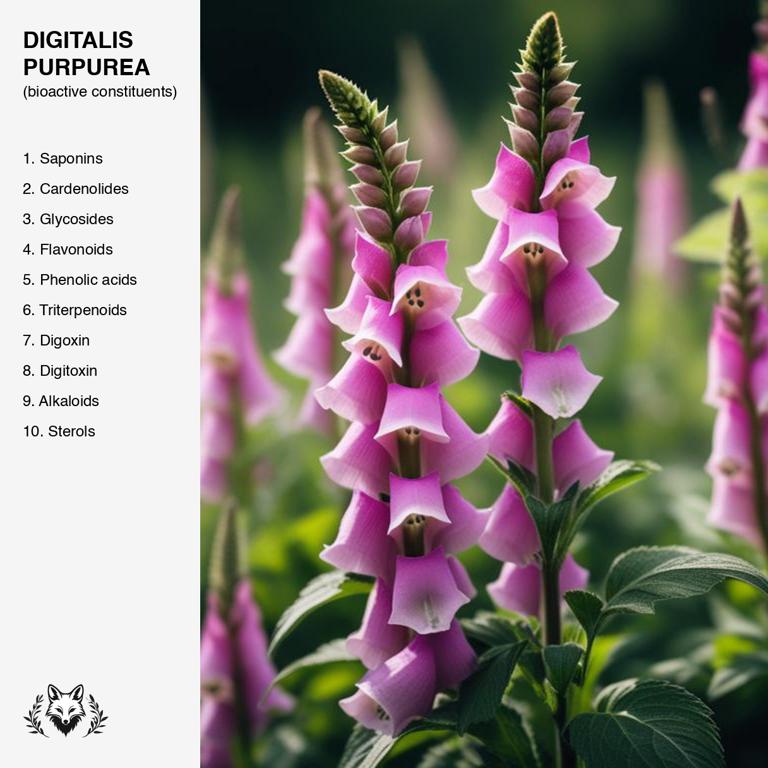 DIGITALIS
PURPUREA
(bioactive constituents)
1. Saponins
2. Cardenolides
3. Glycosides
4. Flavonoids
5. Phenolic acids
6. Triterpenoids
7. Digoxin
8. Digitoxin
9. Alkaloids
10. Sterols